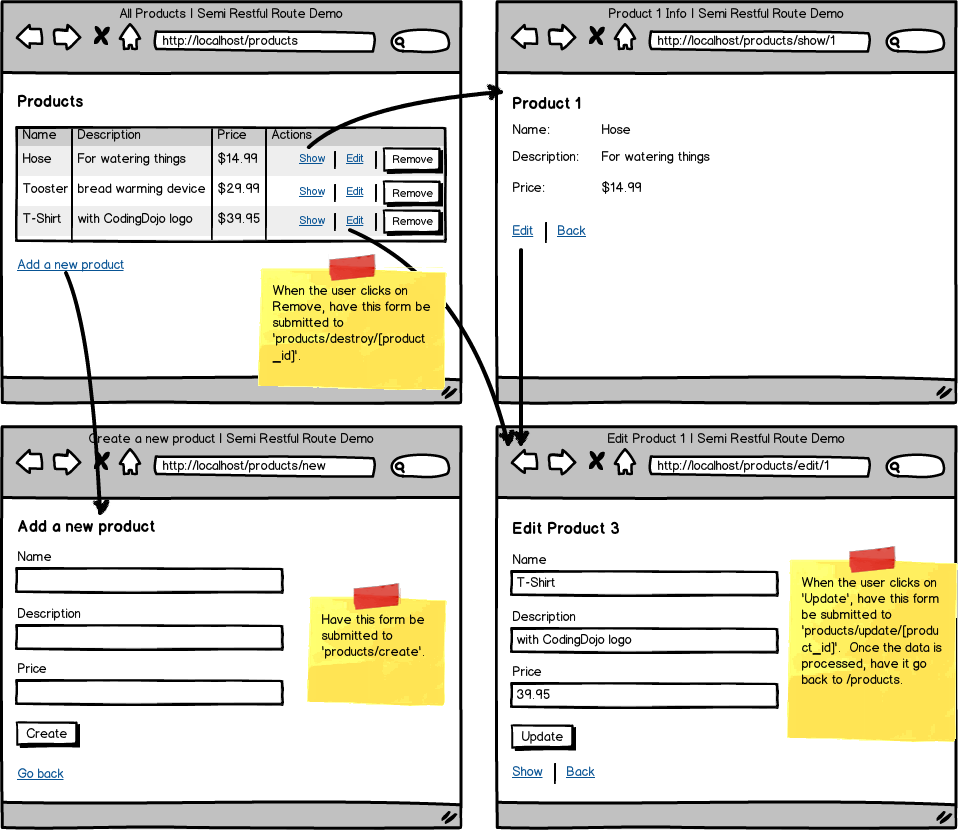 All Products | Semi Restful Route Demo
http://localhost/products
Products
Name Description Price Actions
Hose For watering things $14.99 Show | Edit | Remove
Tooster bread warming device $29.99 Show | Edit | Remove
T-Shirt with CodingDojo logo $39.95 Show | Edit | Remove
Add a new product
When the user clicks on
Remove, have this form be
submitted to
'products/destroy/[product
_id]'.
Product 1 Info | Semi Restful Route Demo
http://localhost/products/show/1
Product 1
Name: Hose
Description: For watering things
Price: $14.99
Edit | Back
Create a new product | Semi Restful Route Demo
http://localhost/products/new
Add a new product
Name
Description
Price
Create
Go back
Have this form be
submitted to
'products/create'.
Edit Product 1 | Semi Restful Route Demo
http://localhost/products/edit/1
Edit Product 3
Name
T-Shirt
Description
with CodingDojo logo
Price
39.95
Update
Show | Back
When the user clicks on
'Update', have this form
be submitted to
'products/update/[produ
ct_id]'. Once the data is
processed, have it go
back to /products.